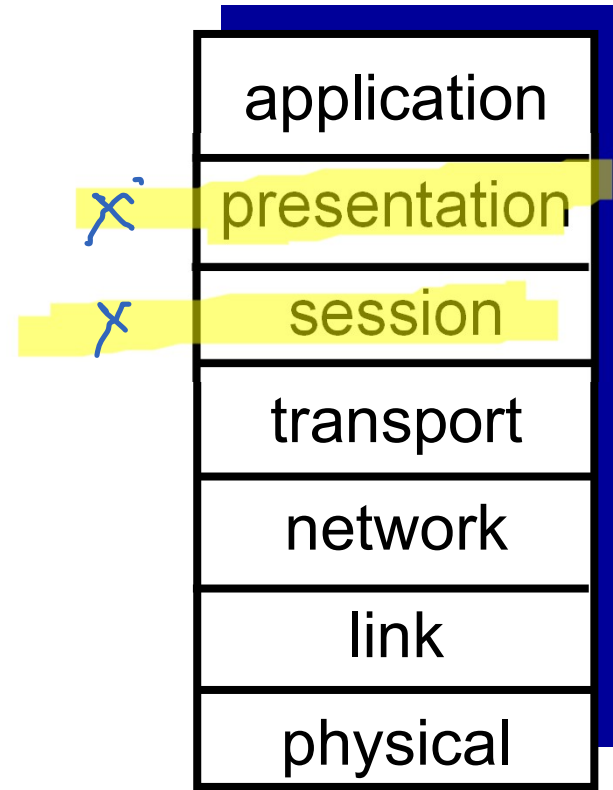 application
x presentation
x session
transport
network
link
physical